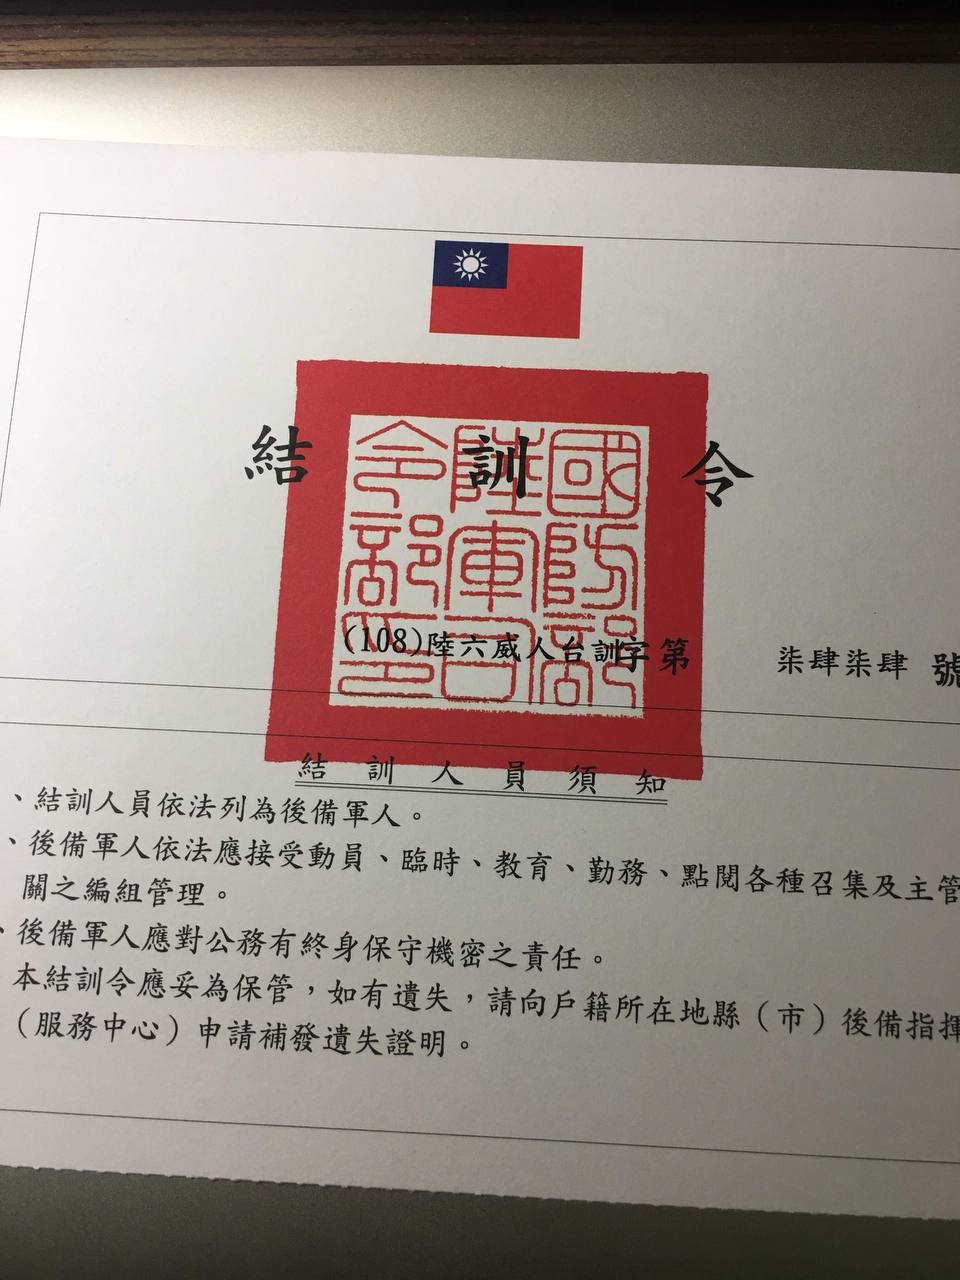 結訓令
國防部陸軍司令部印
(108)陸六威人台訓字第 柒肆柒肆 號
結訓人員須知
、結訓人員依法列為後備軍人。
、後備軍人依法應接受動員、臨時、教育、勤務、點閱各種召集及主管
關之編組管理。
、後備軍人應對公務有終身保守機密之責任。
本結訓令應妥為保管，如有遺失，請向戶籍所在地縣（市）後備指揮
（服務中心）申請補發遺失證明。